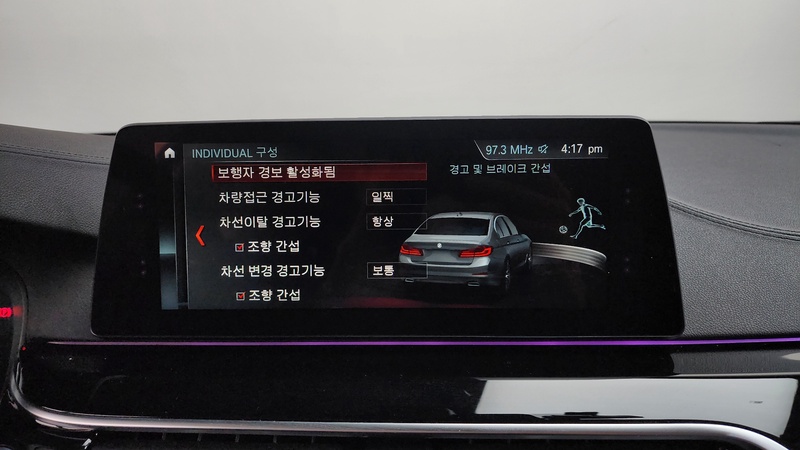 INDIVIDUAL 구성
97.3 MHz
4:17 pm
보행자 경보 활성화됨
경고 및 브레이크 간섭
차량접근 경고기능 일찍
차선이탈 경고기능 항상
조향 간섭
차선 변경 경고기능 보통
조향 간섭